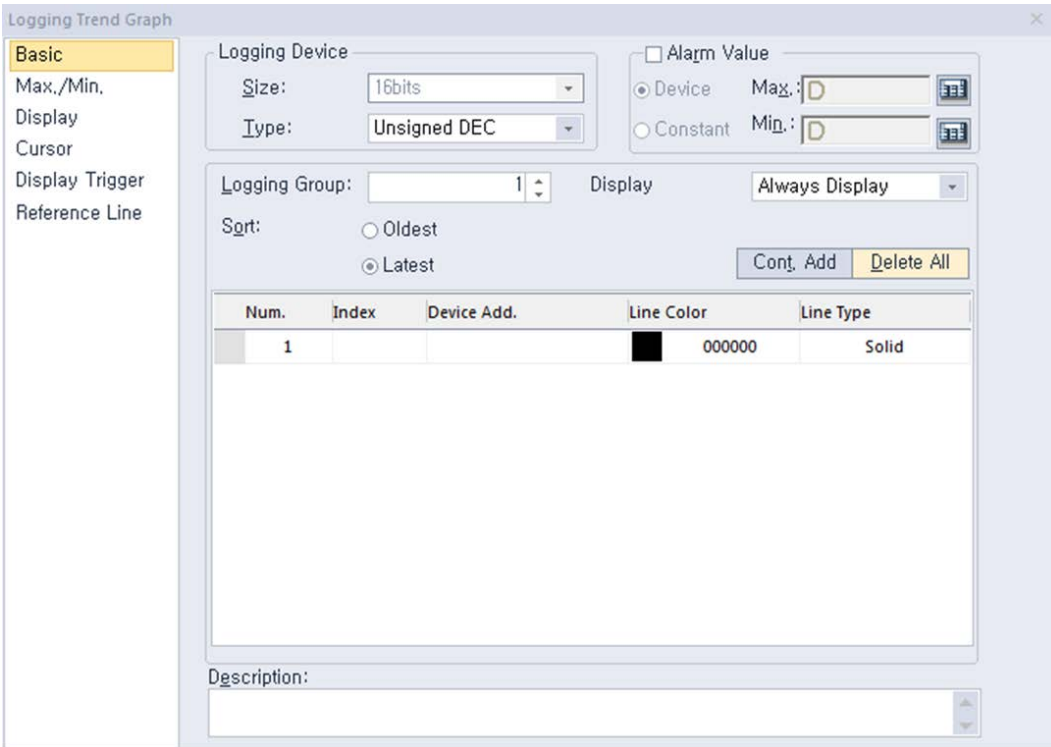 Logging Trend Graph
Basic
Max,/Min,
Display
Cursor
Display Trigger
Reference Line
Logging Device
Size: 16bits
Type: Unsigned DEC
Alarm Value
Device Max,: D
Constant Min,: D
Logging Group: 1 Display Always Display
Sort: Oldest
Latest
Cont, Add Delete All
Num. Index Device Add. Line Color Line Type
1 000000 Solid
Description: